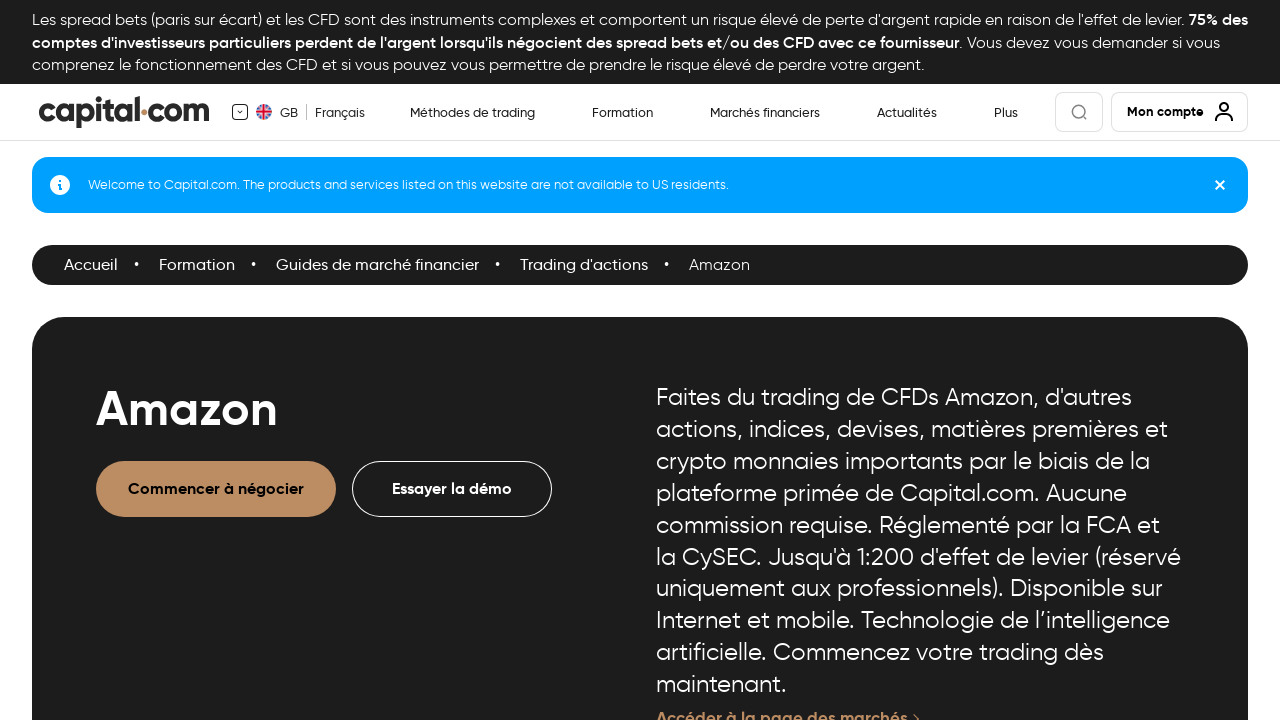 Les spread bets (paris sur écart) et les CFD sont des instruments complexes et comportent un risque élevé de perte d'argent rapide en raison de l'effet de levier. 75% des
comptes d'investisseurs particuliers perdent de l'argent lorsqu'ils négocient des spread bets et/ou des CFD avec ce fournisseur. Vous devez vous demander si vous
comprenez le fonctionnement des CFD et si vous pouvez vous permettre de prendre le risque élevé de perdre votre argent.
capital.com GB Français Méthodes de trading Formation Marchés financiers Actualités Plus Mon compte
Welcome to Capital.com. The products and services listed on this website are not available to US residents.
Accueil • Formation • Guides de marché financier • Trading d'actions • Amazon
Amazon
Commencer à négocier
Essayer la démo
Faites du trading de CFDs Amazon, d'autres
actions, indices, devises, matières premières et
crypto monnaies importants par le biais de la
plateforme primée de Capital.com. Aucune
commission requise. Réglementé par la FCA et
la CySEC. Jusqu'à 1:200 d'effet de levier (réservé
uniquement aux professionnels). Disponible sur
Internet et mobile. Technologie de l’intelligence
artificielle. Commencez votre trading dès
maintenant.
Accéder à la page des marchés